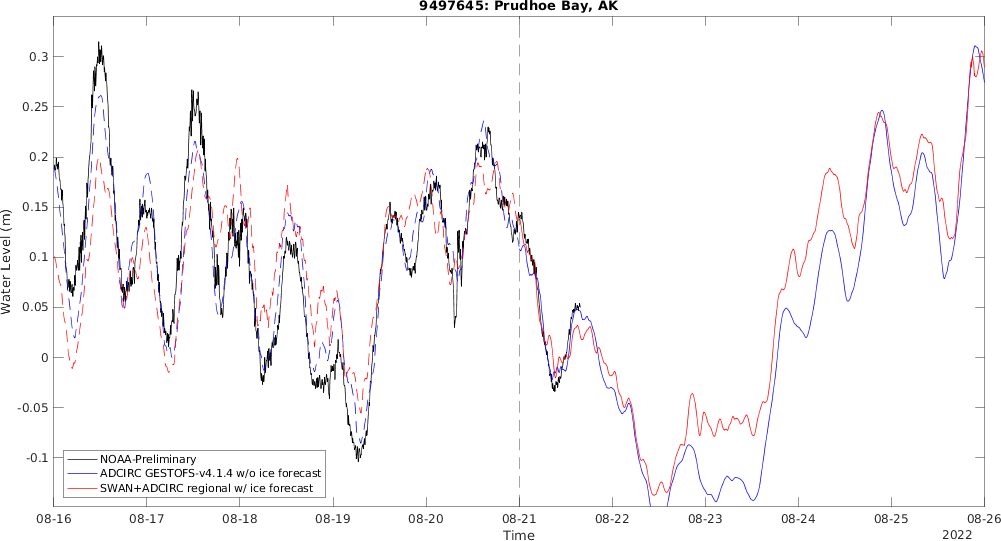 9497645: Prudhoe Bay, AK
Water Level (m)
0.3
0.25
0.2
0.15
0.1
0.05
0
-0.05
-0.1
NOAA-Preliminary
ADCIRC GESTOFS-v4.1.4 w/o ice forecast
SWAN+ADCIRC regional w/ ice forecast
08-16 08-17 08-18 08-19 08-20 08-21 08-22 08-23 08-24 08-25 08-26
Time
2022